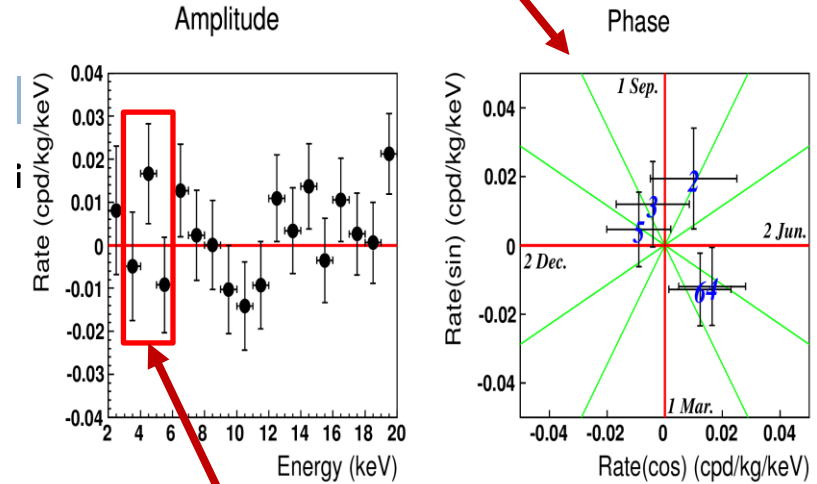 Amplitude
Rate (cpd/kg/keV)
0.04
0.03
0.02
0.01
0
-0.01
-0.02
-0.03
-0.04
2 4 6 8 10 12 14 16 18 20
Energy (keV)
Phase
Rate(sin) (cpd/kg/keV)
0.04
0.02
0
-0.02
-0.04
1 Sep.
2 Jun.
2 Dec.
1 Mar.
2
3
5
6 4
-0.04 -0.02 0 0.02 0.04
Rate(cos) (cpd/kg/keV)